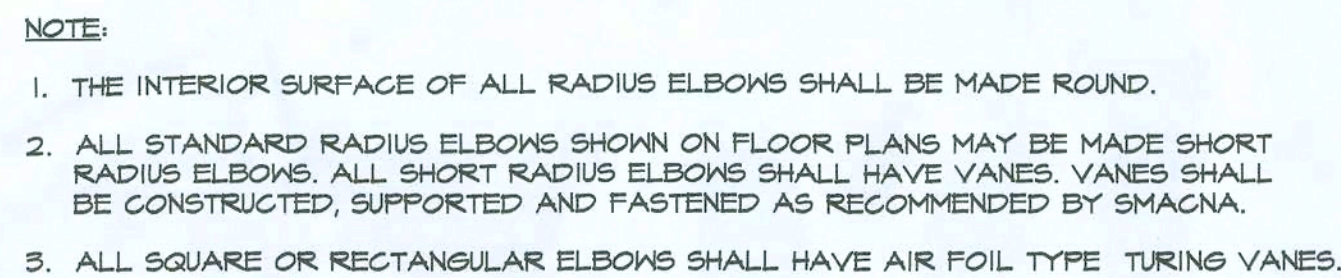 NOTE:
1. THE INTERIOR SURFACE OF ALL RADIUS ELBOWS SHALL BE MADE ROUND.
2. ALL STANDARD RADIUS ELBOWS SHOWN ON FLOOR PLANS MAY BE MADE SHORT
RADIUS ELBOWS. ALL SHORT RADIUS ELBOWS SHALL HAVE VANES. VANES SHALL
BE CONSTRUCTED, SUPPORTED AND FASTENED AS RECOMMENDED BY SMACNA.
3. ALL SQUARE OR RECTANGULAR ELBOWS SHALL HAVE AIR FOIL TYPE TURING VANES